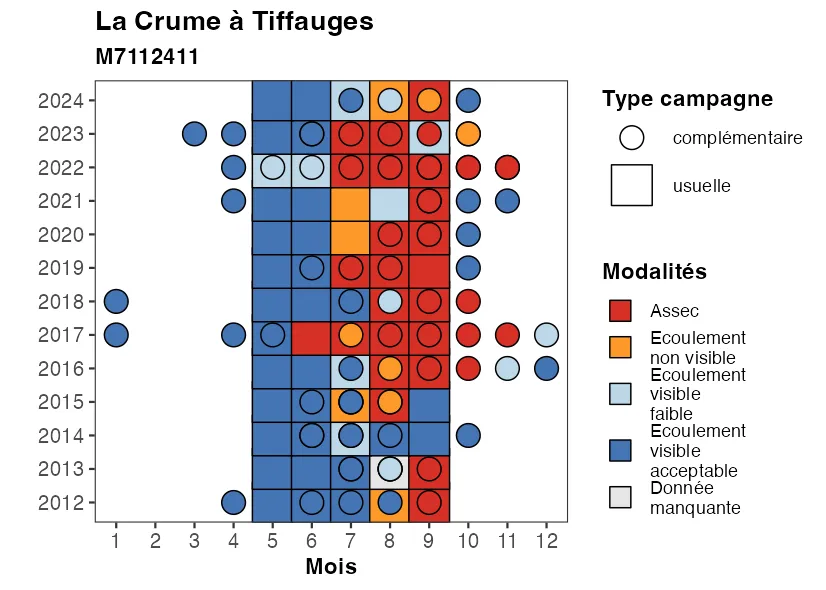 La Crume à Tiffauges
M7112411
2024
2023
2022
2021
2020
2019
2018
2017
2016
2015
2014
2013
2012
1 2 3 4 5 6 7 8 9 10 11 12
Mois
Type campagne
complémentaire
usuelle
Modalités
Assec
Ecoulement
non visible
Ecoulement
visible
faible
Ecoulement
visible
acceptable
Donnée
manquante